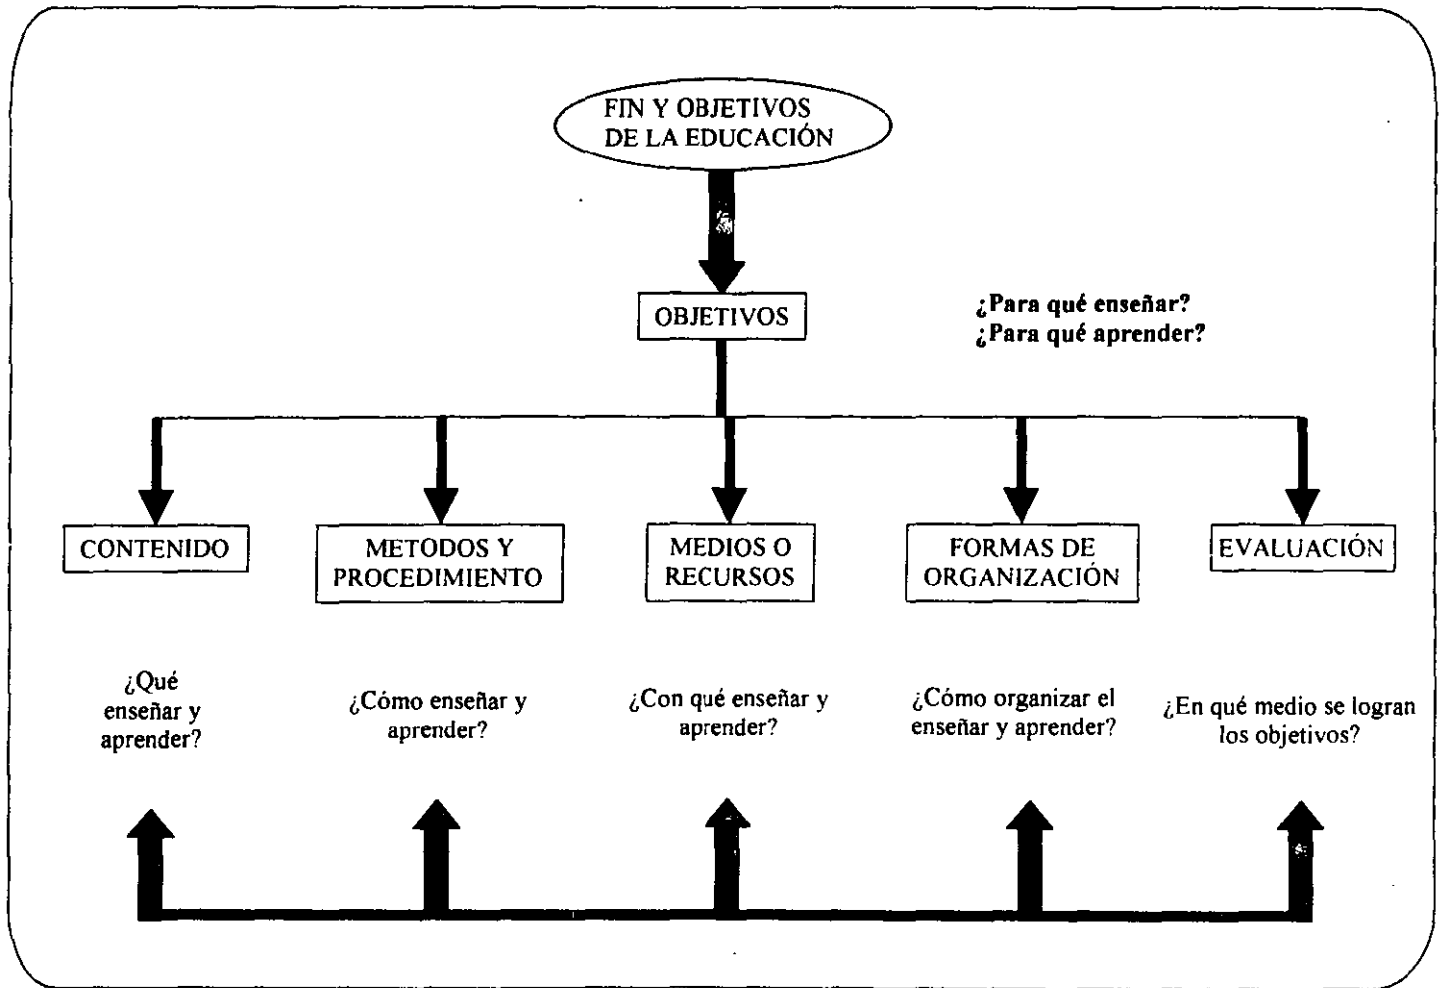 FIN Y OBJETIVOS
DE LA EDUCACIÓN
OBJETIVOS
¿Para qué enseñar?
¿Para qué aprender?
CONTENIDO
METODOS Y
PROCEDIMIENTO
MEDIOS O
RECURSOS
FORMAS DE
ORGANIZACIÓN
EVALUACIÓN
¿Qué
enseñar y
aprender?
¿Cómo enseñar y
aprender?
¿Con qué enseñar y
aprender?
¿Cómo organizar el
enseñar y aprender?
¿En qué medio se logran
los objetivos?